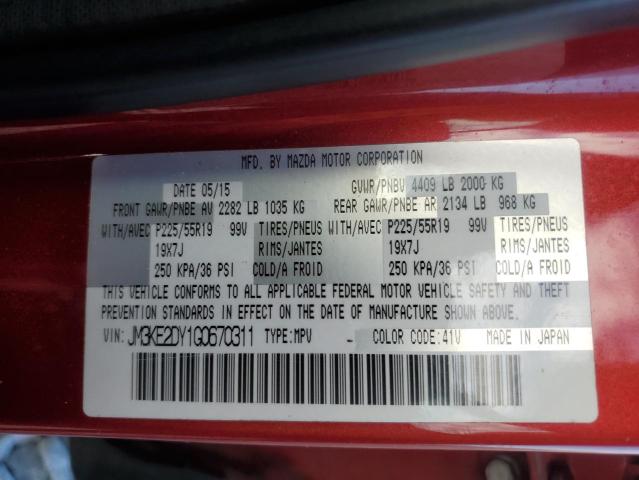 MFD. BY MAZDA MOTOR CORPORATION
DATE 05/15 GVWR/PNBV 4409 LB 2000 KG
FRONT GAWR/PNBE AV 2282 LB 1035 KG REAR GAWR/PNBE AR 2134 LB 968 KG
WITH/AVEC P225/55R19 99V TIRES/PNEUS WITH/AVEC P225/55R19 99V TIRES/PNEUS
19X7J RIMS/JANTES 19X7J RIMS/JANTES
250 KPA/36 PSI COLD/A FROID 250 KPA/36 PSI COLD/A FROID
THIS VEHICLE CONFORMS TO ALL APPLICABLE FEDERAL MOTOR VEHICLE SAFETY AND THEFT
PREVENTION STANDARDS IN EFFECT ON THE DATE OF MANUFACTURE SHOWN ABOVE.
VIN: JM3KE2DY1G0670311 TYPE:MPV - COLOR CODE:41V MADE IN JAPAN